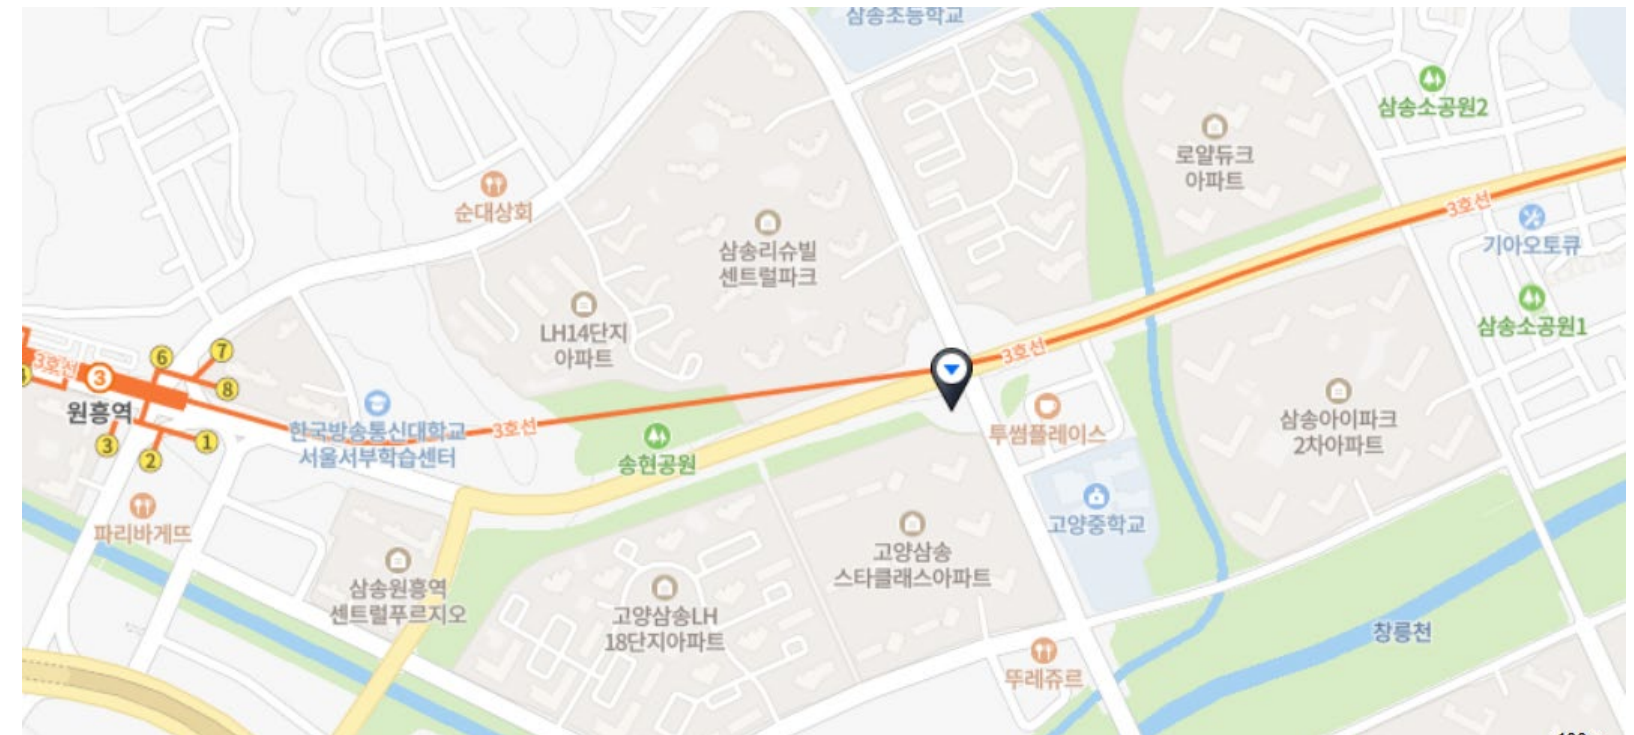 삼송초등학교
삼송소공원2
로얄듀크
아파트
순대상회
3호선
기아오토큐
삼송리슈빌
센트럴파크
삼송소공원1
LH14단지
아파트
3호선
6
7
3호선
3
8
원흥역
한국방송통신대학교
서울서부학습센터
3호선
송현공원
투썸플레이스
삼송아이파크
2차아파트
3
2
1
파리바게뜨
고양중학교
고양삼송
스타클래스아파트
삼송원흥역
센트럴푸르지오
고양삼송LH
18단지아파트
창릉천
뚜레쥬르